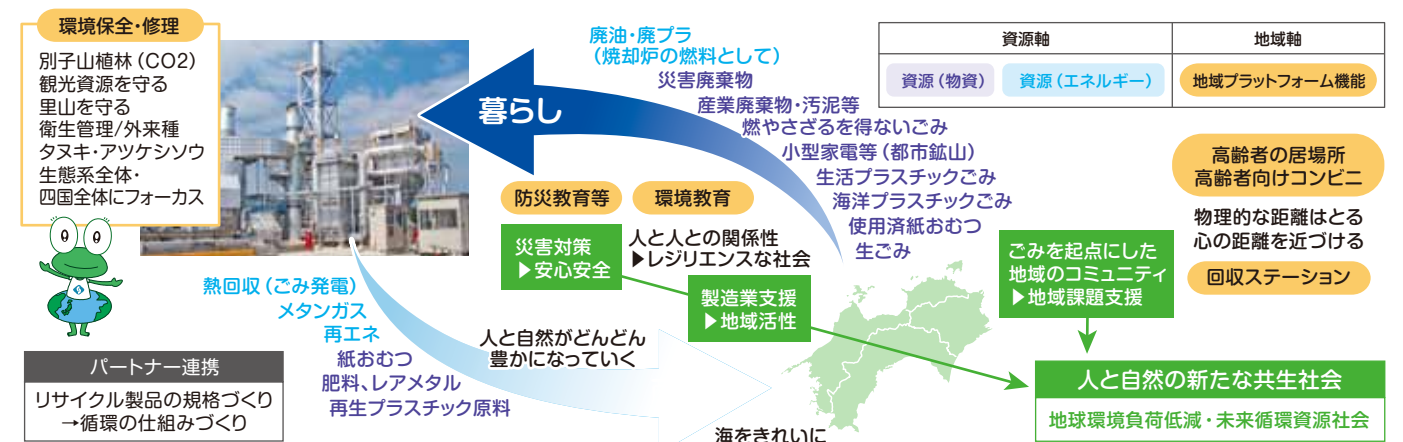 環境保全・修理
別子山植林（CO2）
観光資源を守る
里山を守る
衛生管理/外来種
タヌキ・アツケシソウ
生態系全体・
四国全体にフォーカス
暮らし
廃油・廃プラ
（焼却炉の燃料として）
災害廃棄物
産業廃棄物・汚泥等
燃やさざるを得ないごみ
小型家電等（都市鉱山）
生活プラスチックごみ
海洋プラスチックごみ
使用済紙おむつ
生ごみ
資源軸
地域軸
資源（物資）
資源（エネルギー）
地域プラットフォーム機能
高齢者の居場所
高齢者向けコンビニ
物理的な距離はとる
心の距離を近づける
回収ステーション
防災教育等
環境教育
災害対策
▶安心安全
人と人との関係性
▶レジリエンスな社会
製造業支援
▶地域活性
ごみを起点にした
地域のコミュニティ
▶地域課題支援
熱回収（ごみ発電）
メタンガス
再エネ
紙おむつ
肥料、レアメタル
再生プラスチック原料
人と自然がどんどん
豊かになっていく
海をきれいに
パートナー連携
リサイクル製品の規格づくり
→循環の仕組みづくり
人と自然の新たな共生社会
地球環境負荷低減・未来循環資源社会